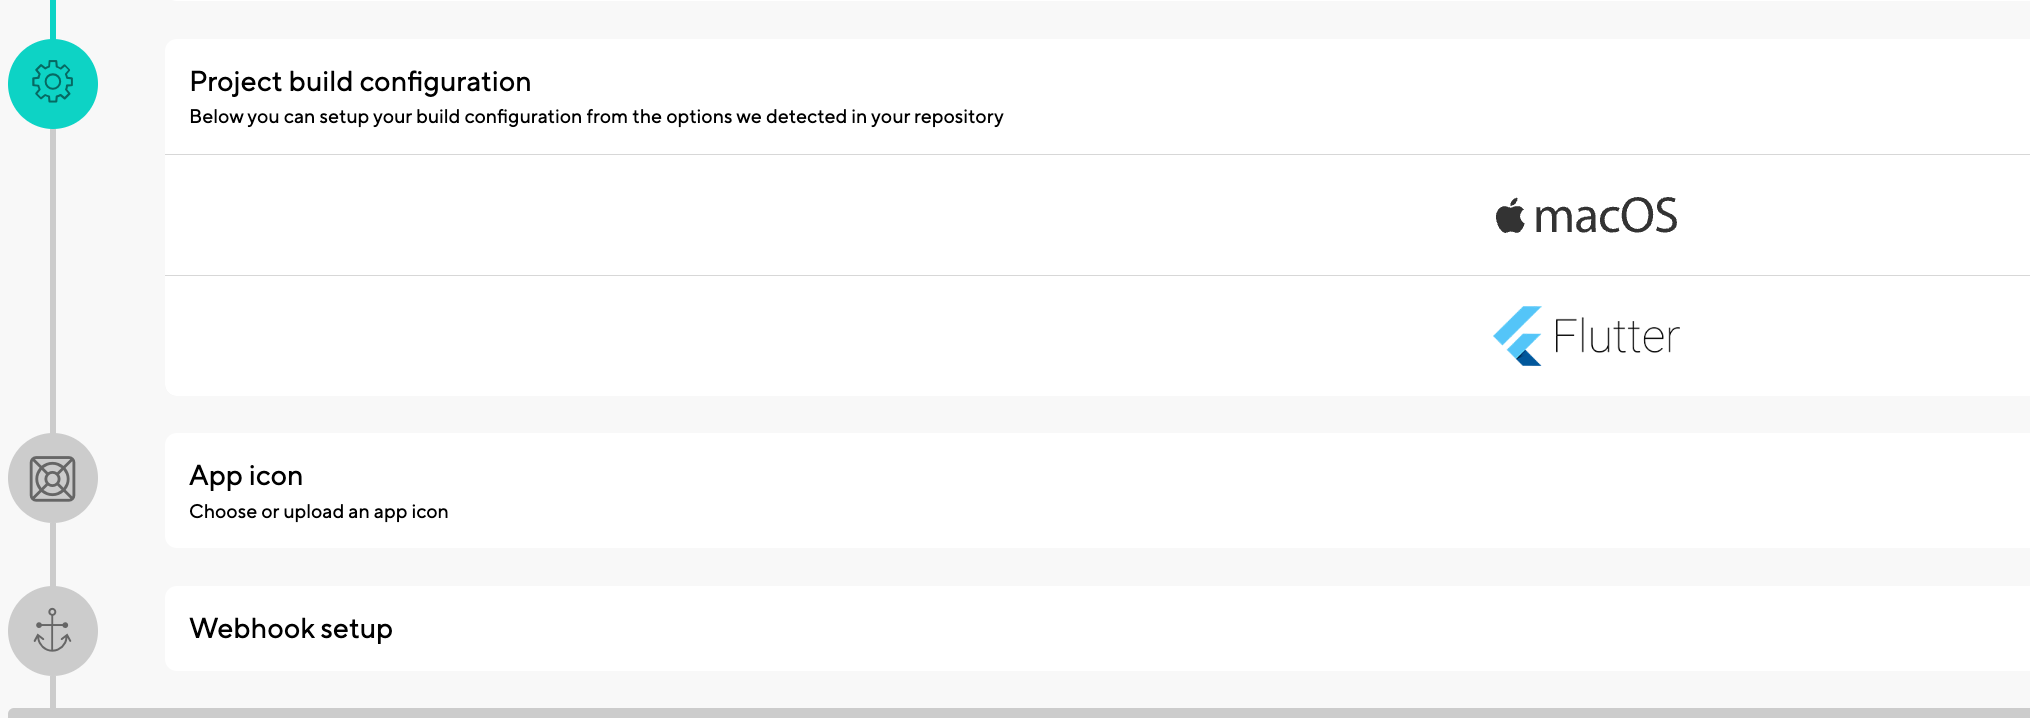 Project build configuration
Below you can setup your build configuration from the options we detected in your repository
macOS
Flutter
App icon
Choose or upload an app icon
Webhook setup